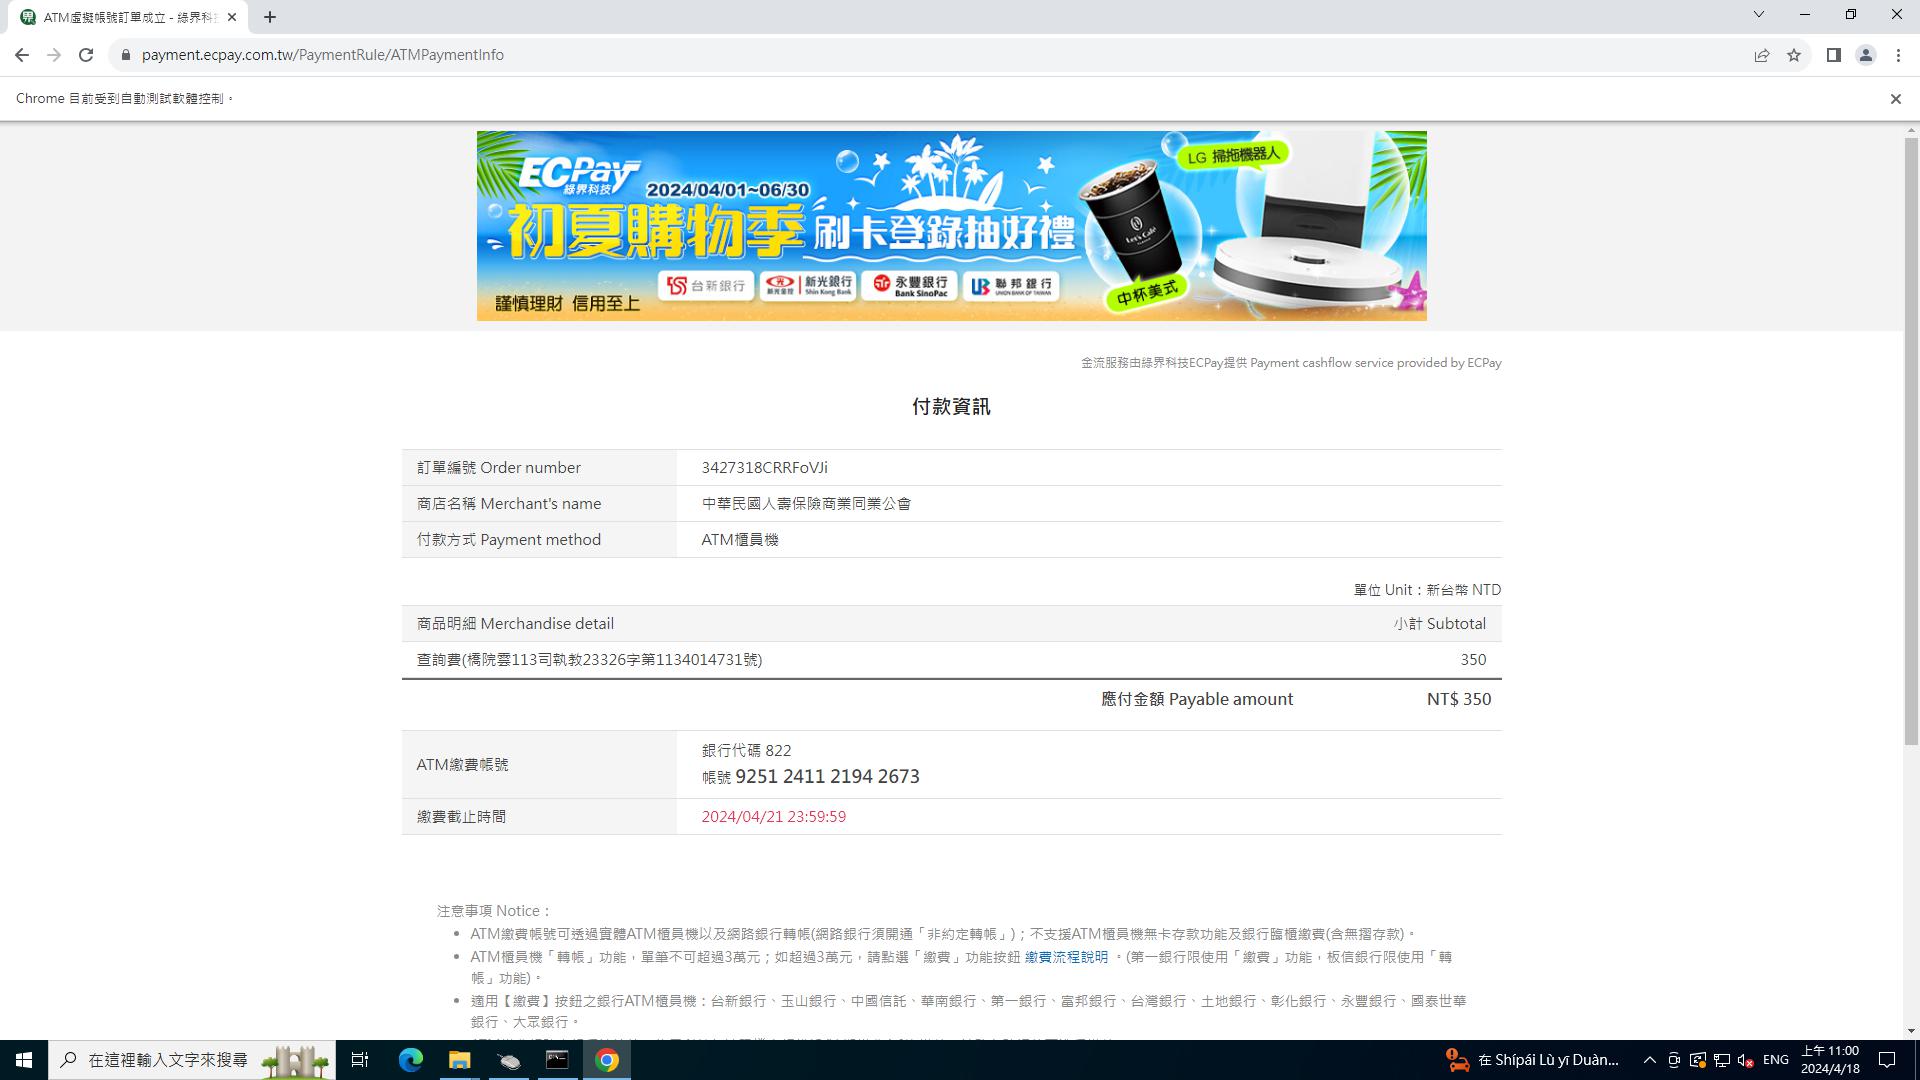 ATM虛擬帳號訂單成立 - 綠界科技
payment.ecpay.com.tw/PaymentRule/ATMPaymentInfo
Chrome 目前受到自動測試軟體控制。
ECPay
綠界科技
2024/04/01~06/30
初夏購物季
刷卡登錄抽好禮
LG 掃拖機器人
Let's Café
台新銀行
新光金控 新光銀行 Shin Kong Bank
永豐銀行 Bank SinoPac
聯邦銀行 UNION BANK OF TAIWAN
中杯美式
謹慎理財 信用至上
金流服務由綠界科技ECPay提供 Payment cashflow service provided by ECPay
付款資訊
訂單編號 Order number 3427318CRRFoVJi
商店名稱 Merchant's name 中華民國人壽保險商業同業公會
付款方式 Payment method ATM櫃員機
單位 Unit：新台幣 NTD
商品明細 Merchandise detail 小計 Subtotal
查詢費(橋院雲113司執教23326字第1134014731號) 350
應付金額 Payable amount NT$ 350
ATM繳費帳號
銀行代碼 822
帳號 9251 2411 2194 2673
繳費截止時間 2024/04/21 23:59:59
注意事項 Notice：
ATM繳費帳號可透過實體ATM櫃員機以及網路銀行轉帳(網路銀行須開通「非約定轉帳」)；不支援ATM櫃員機無卡存款功能及銀行臨櫃繳費(含無摺存款)。
ATM櫃員機「轉帳」功能，單筆不可超過3萬元；如超過3萬元，請點選「繳費」功能按鈕 繳費流程說明 。(第一銀行限使用「繳費」功能，板信銀行限使用「轉
帳」功能)。
適用【繳費】按鈕之銀行ATM櫃員機：台新銀行、玉山銀行、中國信託、華南銀行、第一銀行、富邦銀行、台灣銀行、土地銀行、彰化銀行、永豐銀行、國泰世華
銀行、大眾銀行。
在這裡輸入文字來搜尋
在 Shípái Lù yī Duàn...
ENG
上午 11:00
2024/4/18